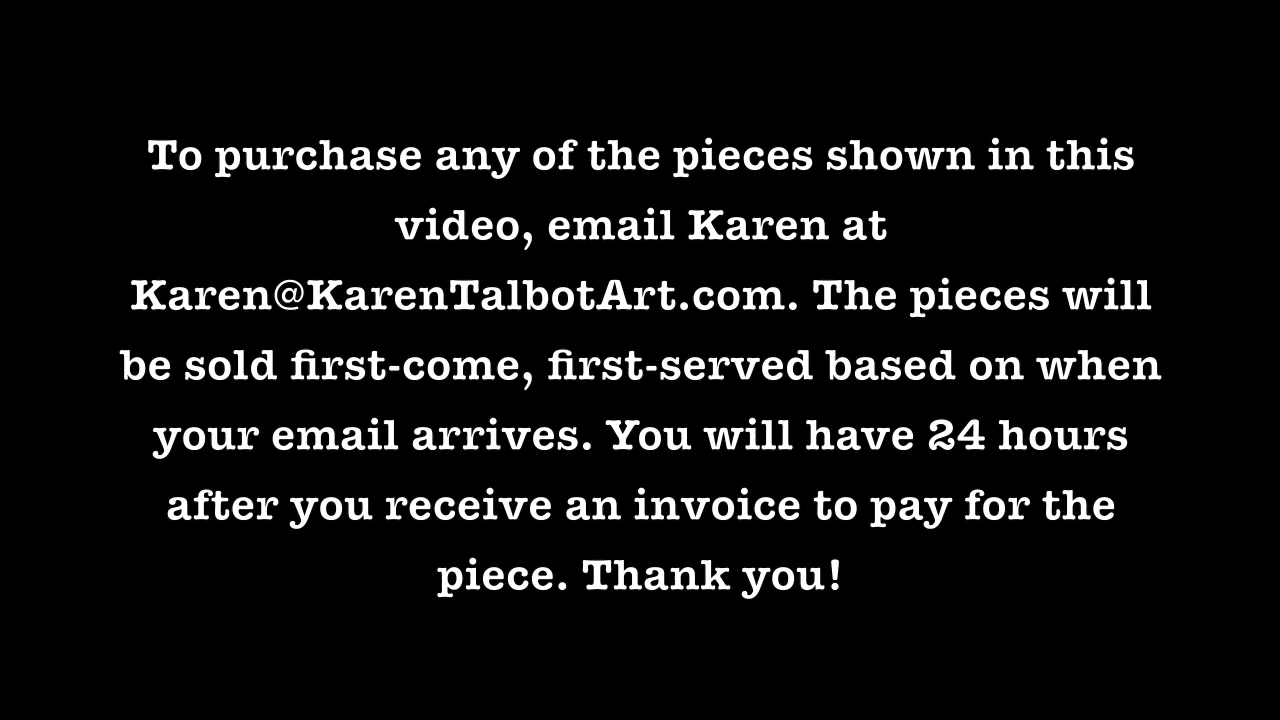 To purchase any of the pieces shown in this
video, email Karen at
Karen@KarenTalbotArt.com. The pieces will
be sold first-come, first-served based on when
your email arrives. You will have 24 hours
after you receive an invoice to pay for the
piece. Thank you!